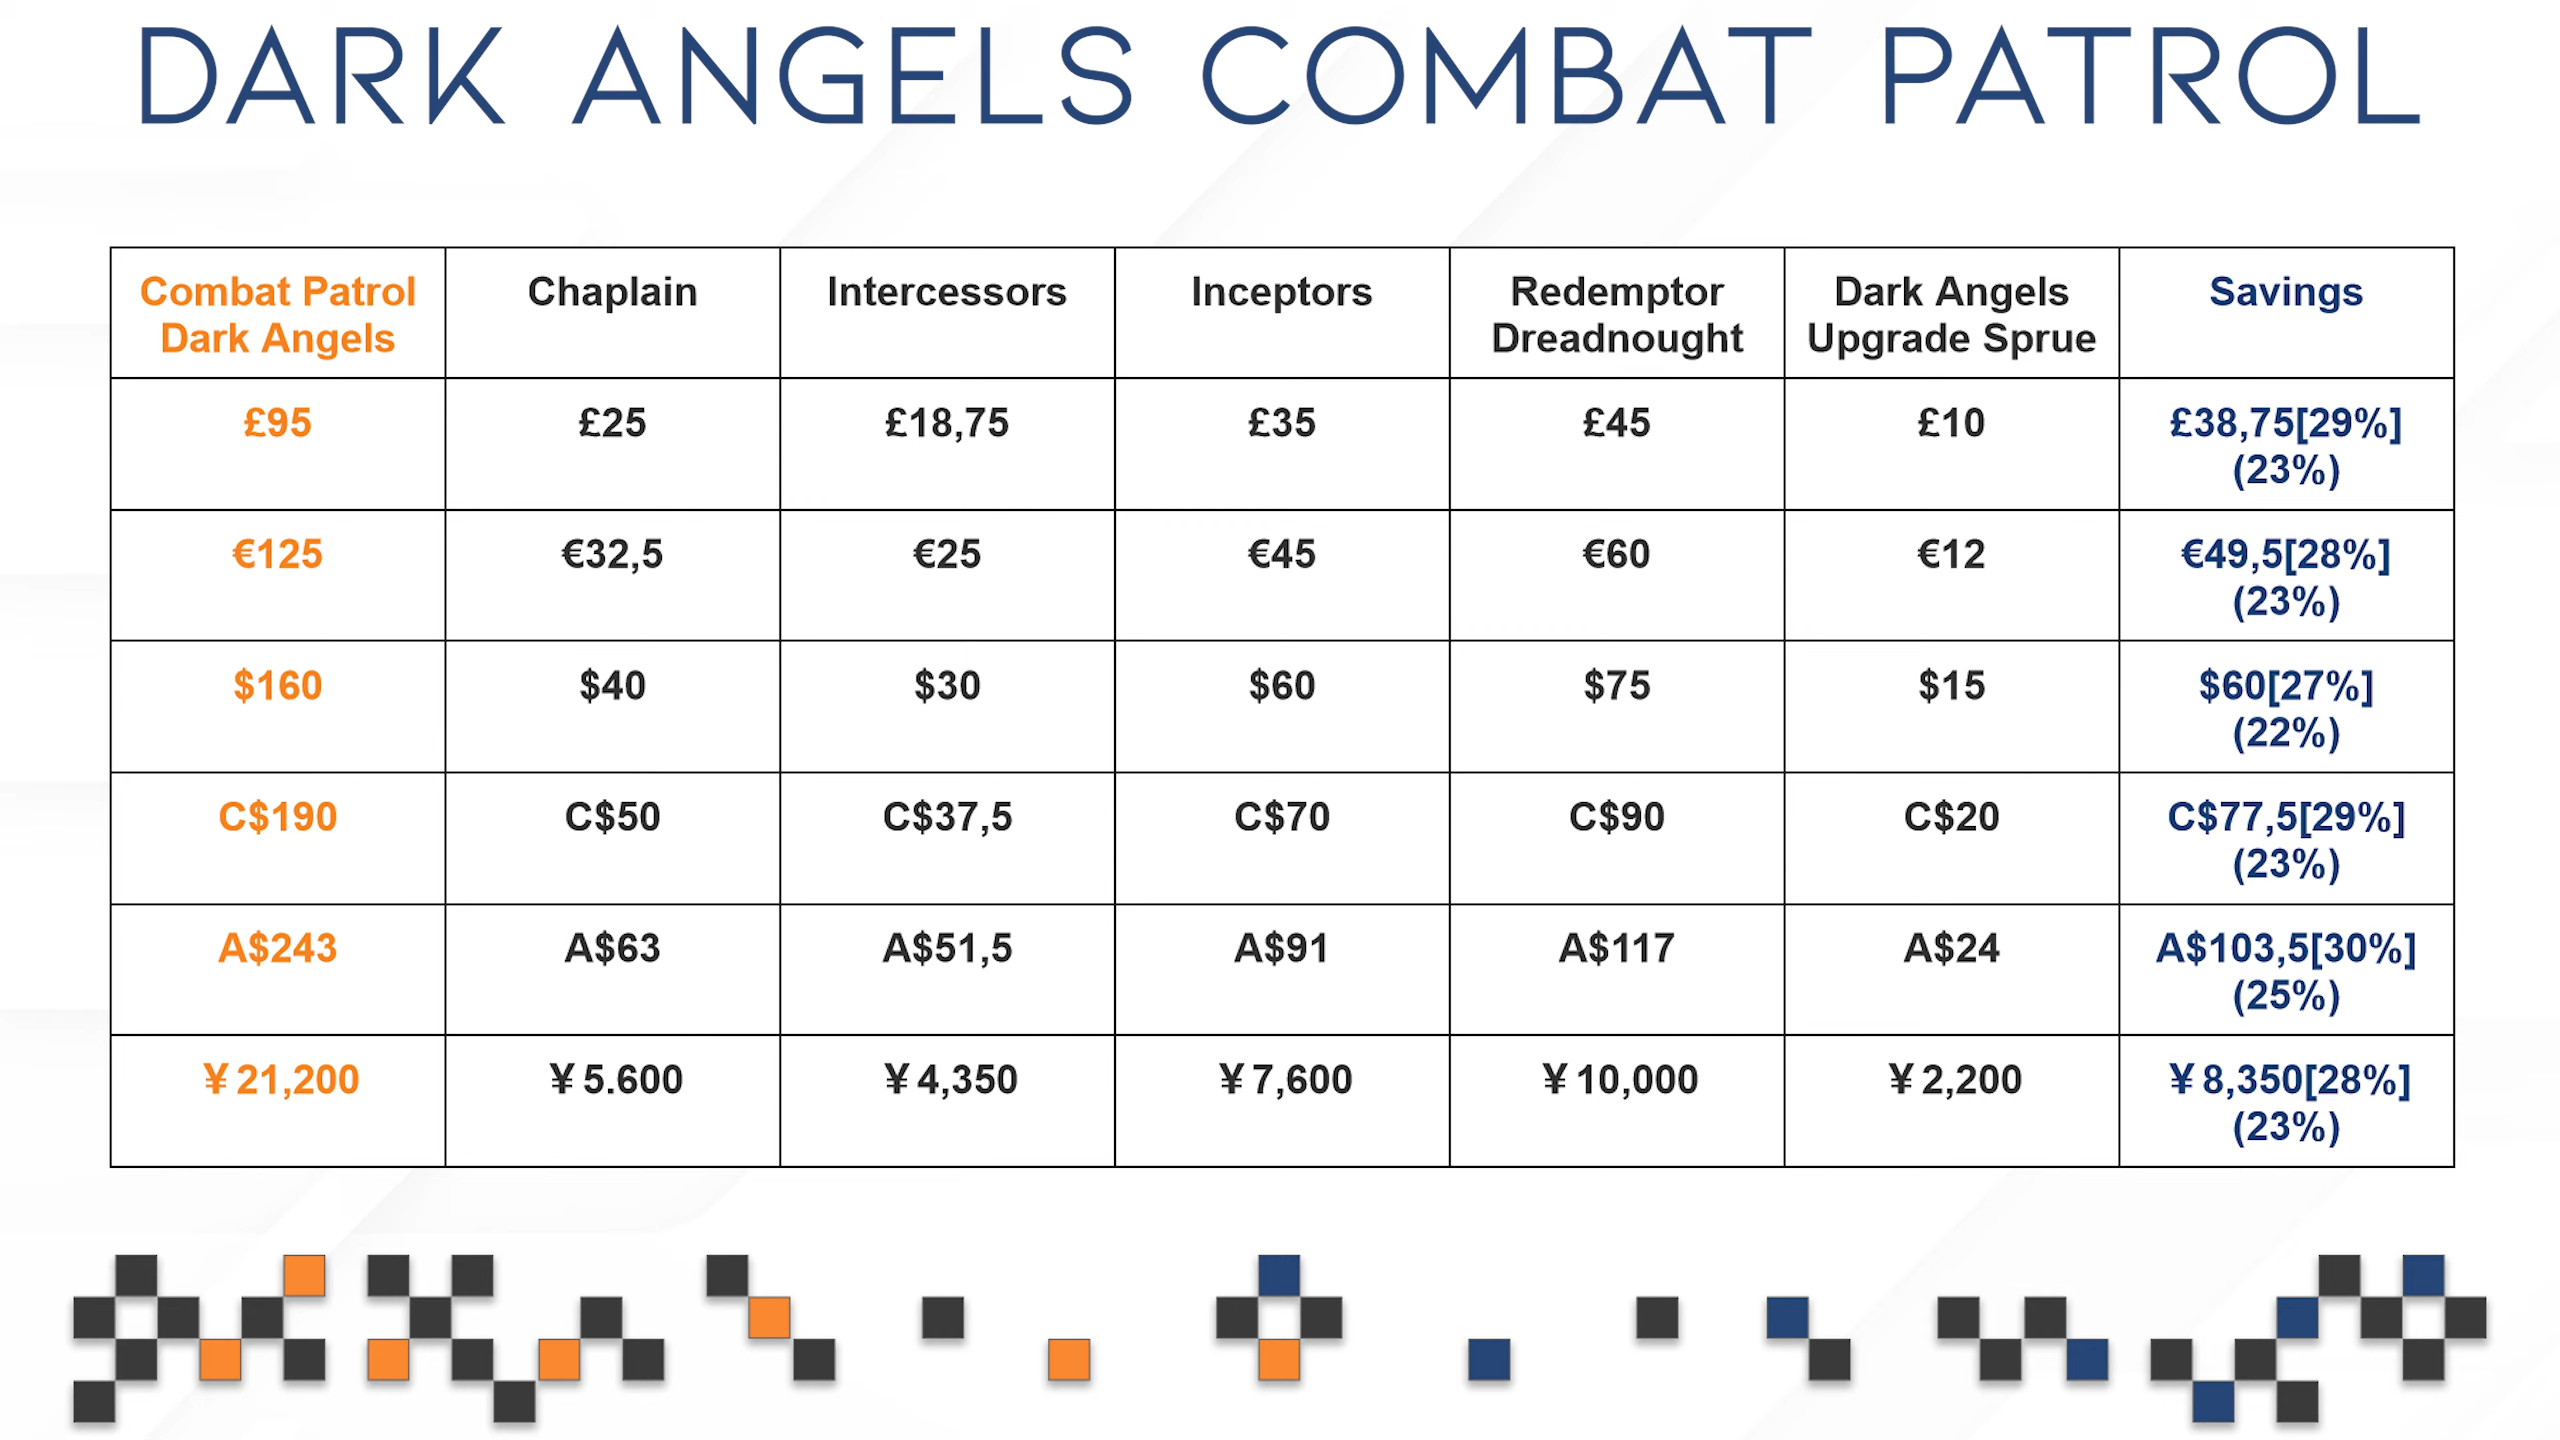 DARK ANGELS COMBAT PATROL
Combat Patrol Dark Angels | Chaplain | Intercessors | Inceptors | Redemptor Dreadnought | Dark Angels Upgrade Sprue | Savings
£95 | £25 | £18,75 | £35 | £45 | £10 | £38,75[29%] (23%)
€125 | €32,5 | €25 | €45 | €60 | €12 | €49,5[28%] (23%)
$160 | $40 | $30 | $60 | $75 | $15 | $60[27%] (22%)
C$190 | C$50 | C$37,5 | C$70 | C$90 | C$20 | C$77,5[29%] (23%)
A$243 | A$63 | A$51,5 | A$91 | A$117 | A$24 | A$103,5[30%] (25%)
¥21,200 | ¥5.600 | ¥4,350 | ¥7,600 | ¥10,000 | ¥2,200 | ¥8,350[28%] (23%)